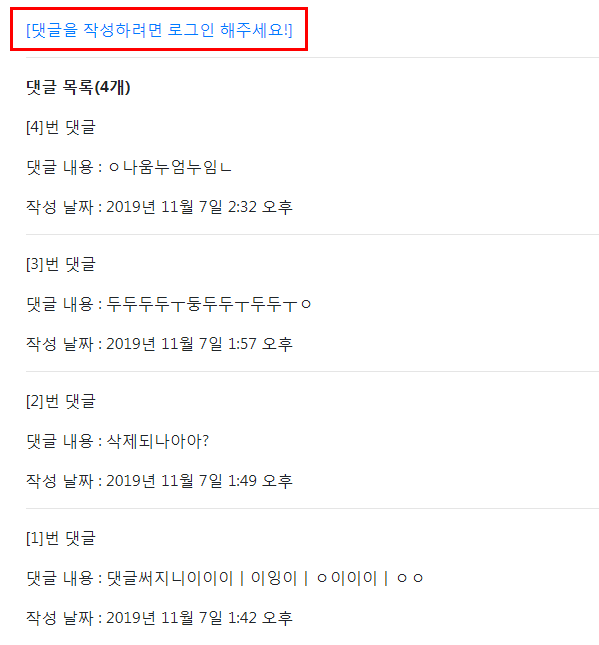 [댓글을 작성하려면 로그인 해주세요!]
댓글 목록(4개)
[4]번 댓글
댓글 내용 : ㅇ나움누엄누임ㄴ
작성 날짜 : 2019년 11월 7일 2:32 오후
[3]번 댓글
댓글 내용 : 두두두두ㅜ둥두두ㅜ두두ㅜㅇ
작성 날짜 : 2019년 11월 7일 1:57 오후
[2]번 댓글
댓글 내용 : 삭제되나아아?
작성 날짜 : 2019년 11월 7일 1:49 오후
[1]번 댓글
댓글 내용 : 댓글써지니이이이ㅣ이잉이ㅣㅇ이이이ㅣㅇㅇ
작성 날짜 : 2019년 11월 7일 1:42 오후